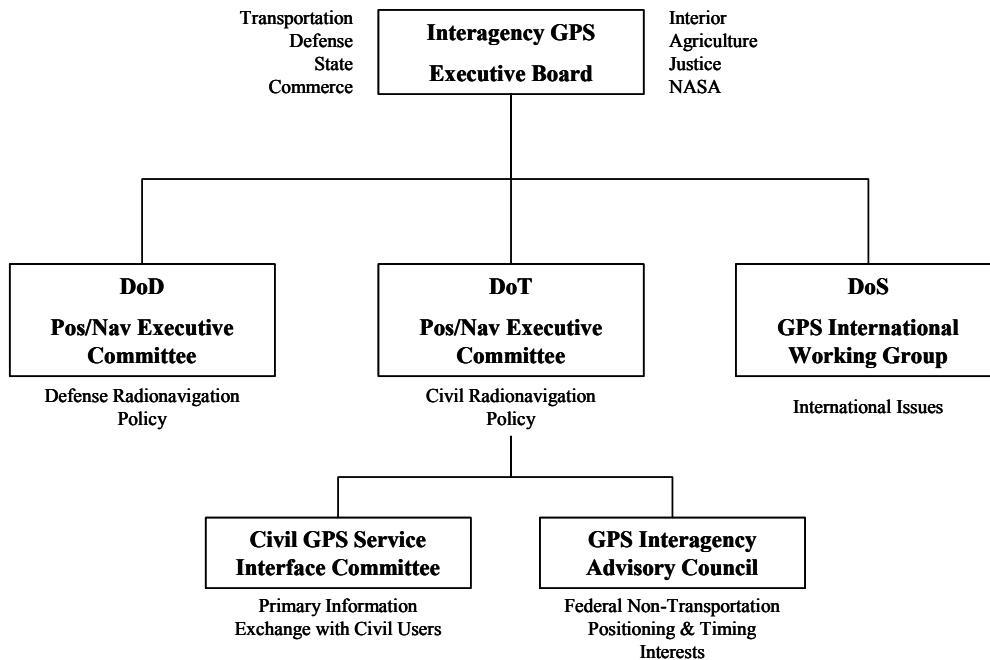 Transportation
Defense
State
Commerce
Interagency GPS
Executive Board
Interior
Agriculture
Justice
NASA
DoD
Pos/Nav Executive
Committee
Defense Radionavigation
Policy
DoT
Pos/Nav Executive
Committee
Civil Radionavigation
Policy
DoS
GPS International
Working Group
International Issues
Civil GPS Service
Interface Committee
Primary Information
Exchange with Civil Users
GPS Interagency
Advisory Council
Federal Non-Transportation
Positioning & Timing
Interests